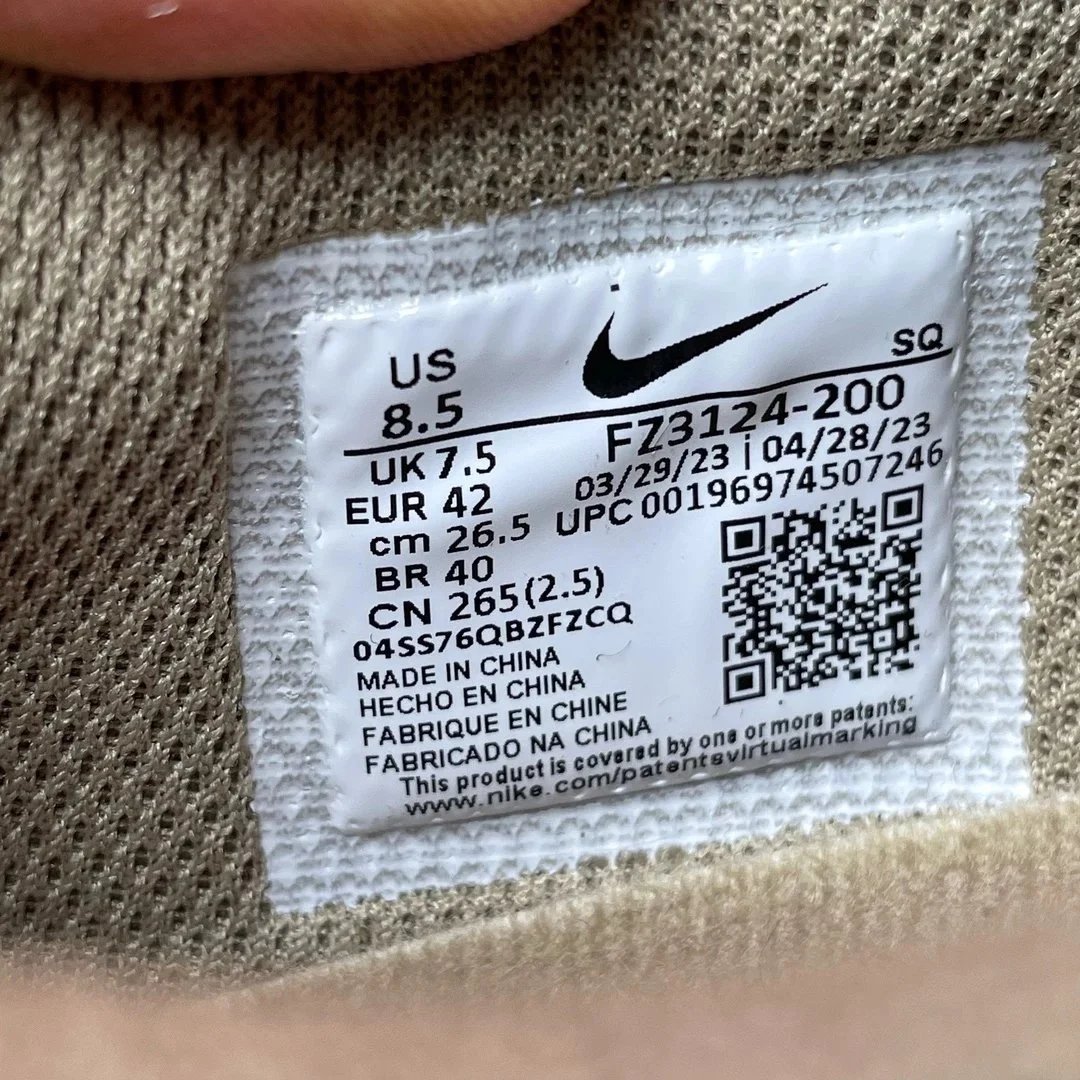 US
8.5
SQ
UK 7.5
FZ3124-200
EUR 42
03/29/23 | 04/28/23
cm 26.5
UPC 00196974507246
BR 40
CN 265(2.5)
04SS76QBZFZCQ
MADE IN CHINA
HECHO EN CHINA
FABRIQUE EN CHINE
FABRICADO NA CHINA
This product is covered by one or more patents:
www.nike.com/patentsvirtualmarking